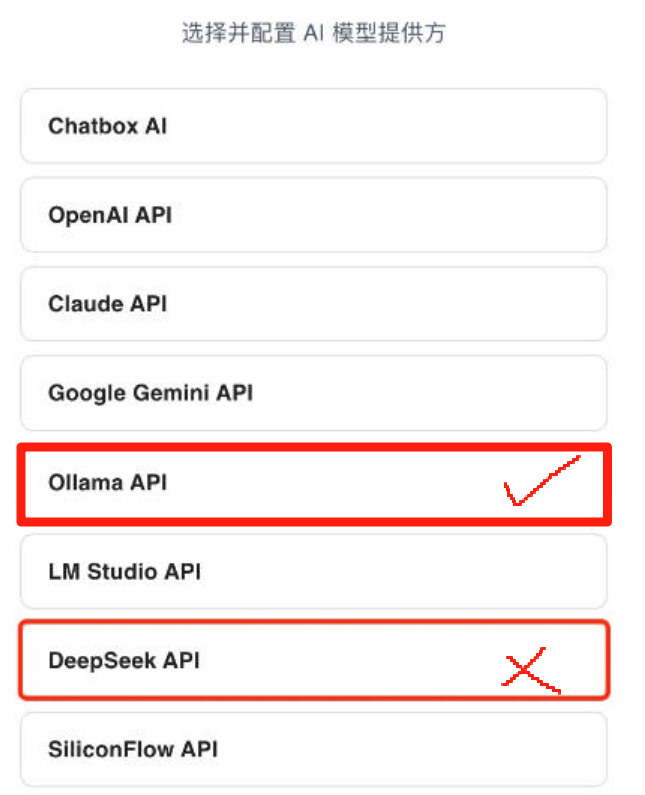 选择并配置 AI 模型提供方
Chatbox AI
OpenAI API
Claude API
Google Gemini API
Ollama API
LM Studio API
DeepSeek API
SiliconFlow API